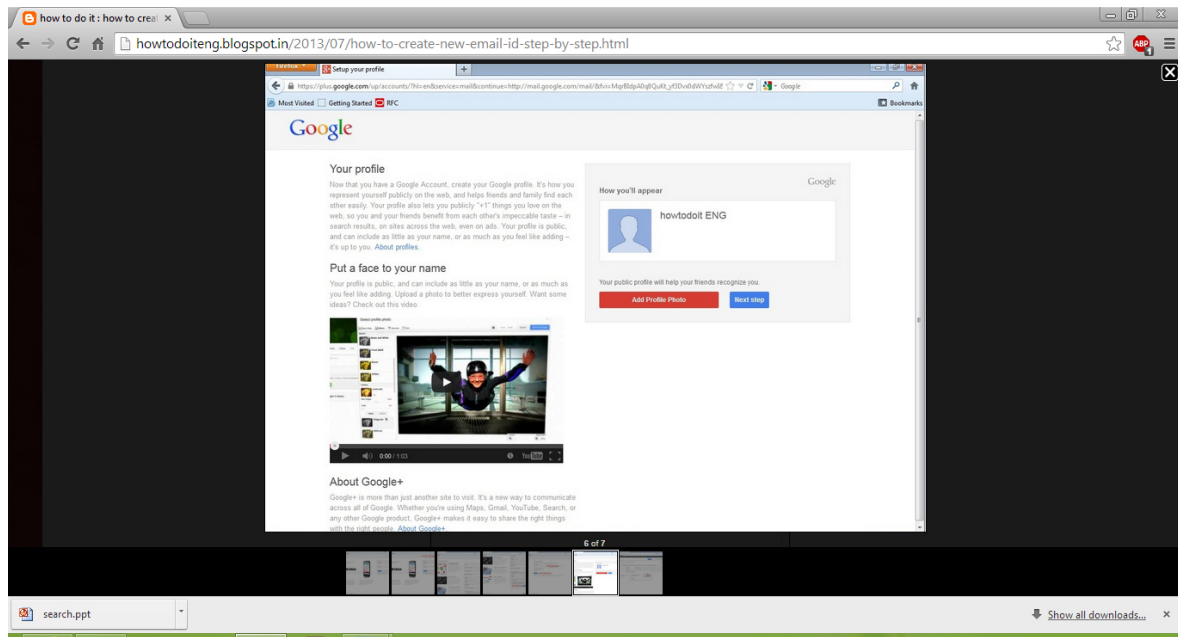 how to do it : how to crea
howtodoiteng.blogspot.in/2013/07/how-to-create-new-email-id-step-by-step.html
ABP
1
Firefox
Setup your profile
Google
Most Visited
Getting Started
RFC
Bookmarks
Google
Your profile
Now that you have a Google Account, create your Google profile. It's how you
represent yourself publicly on the web, and helps friends and family find each
other easily. Your profile also lets you publicly "+1" things you love on the
web, so you and your friends benefit from each other's impeccable taste – in
search results, on sites across the web, even on ads. Your profile is public,
and can include as little as your name, or as much as you feel like adding –
it's up to you. About profiles.
Put a face to your name
Your profile is public, and can include as little as your name, or as much as
you feel like adding. Upload a photo to better express yourself. Want some
ideas? Check out this video.
Select profile photo
0:00 / 1:03
YouTube
About Google+
Google+ is more than just another site to visit. It's a new way to communicate
across all of Google. Whether you're using Maps, Gmail, YouTube, Search, or
any other Google product, Google+ makes it easy to share the right things
with the right people. About Google+.
Google
How you'll appear
howtodoit ENG
Your public profile will help your friends recognize you.
Add Profile Photo
Next step
6 of 7
search.ppt
Show all downloads...